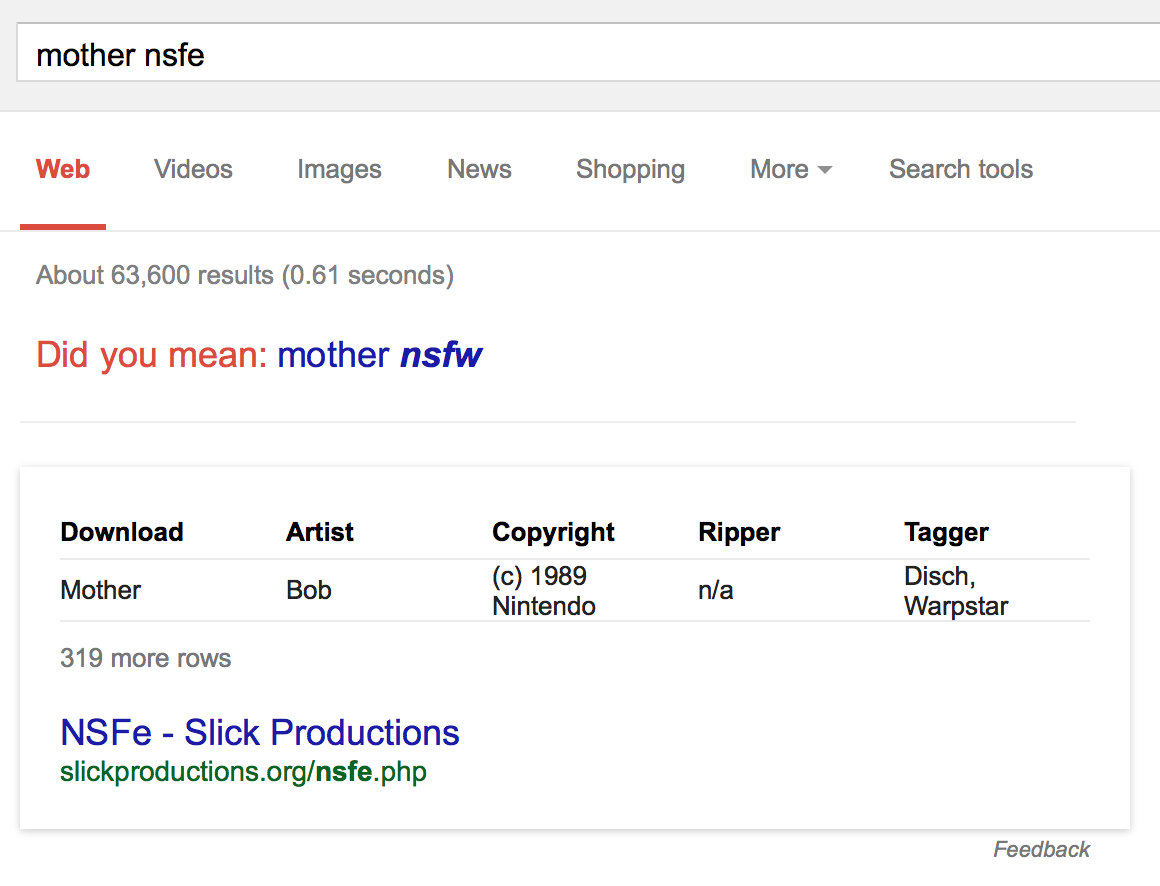 mother nsfe
Web Videos Images News Shopping More Search tools
About 63,600 results (0.61 seconds)
Did you mean: mother nsfw
Download Artist Copyright Ripper Tagger
Mother Bob (c) 1989 Nintendo n/a Disch, Warpstar
319 more rows
NSFe - Slick Productions
slickproductions.org/nsfe.php
Feedback